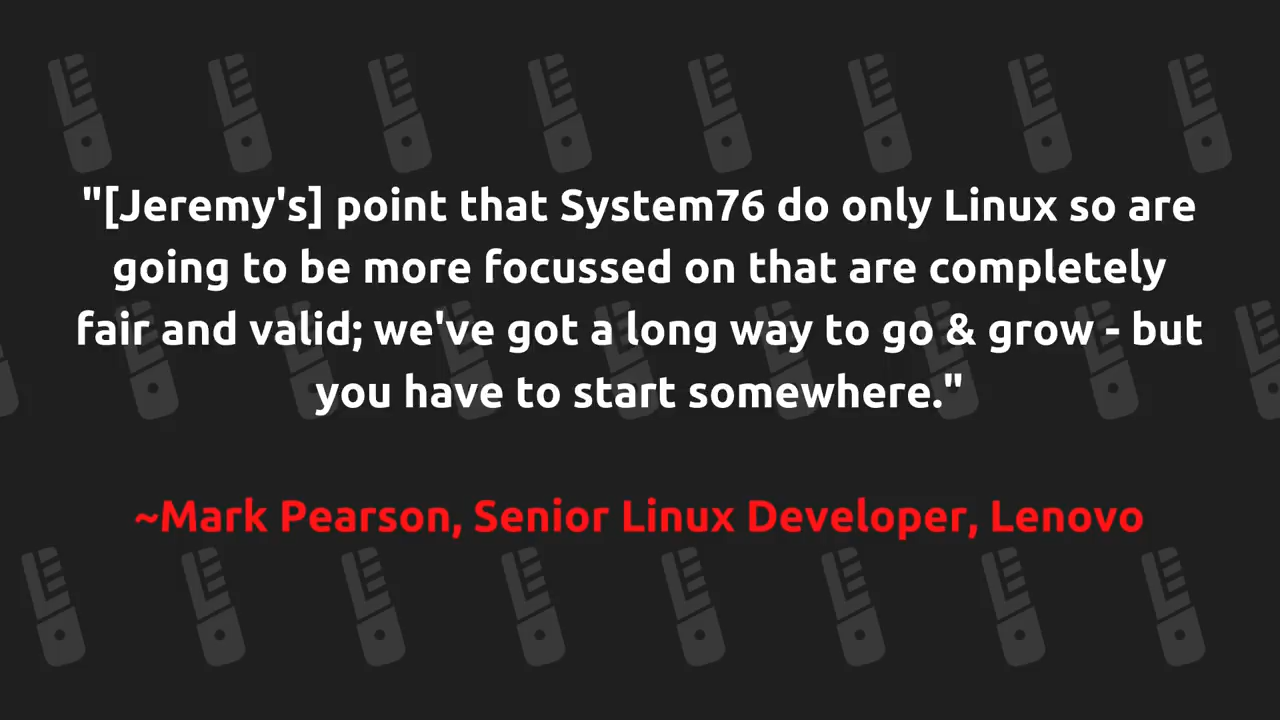 "[Jeremy's] point that System76 do only Linux so are
going to be more focussed on that are completely
fair and valid; we've got a long way to go & grow - but
you have to start somewhere."
~Mark Pearson, Senior Linux Developer, Lenovo